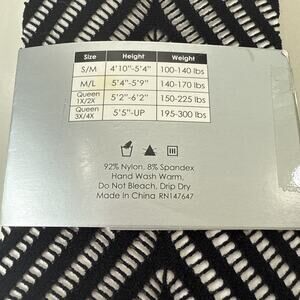 Size Height Weight
S/M 4'10"-5'4" 100-140 lbs
M/L 5'4"-5'9" 140-170 lbs
Queen 1X/2X 5'2"-6'2" 150-225 lbs
Queen 3X/4X 5'5"-UP 195-300 lbs
92% Nylon, 8% Spandex
Hand Wash Warm,
Do Not Bleach, Drip Dry
Made In China RN147647